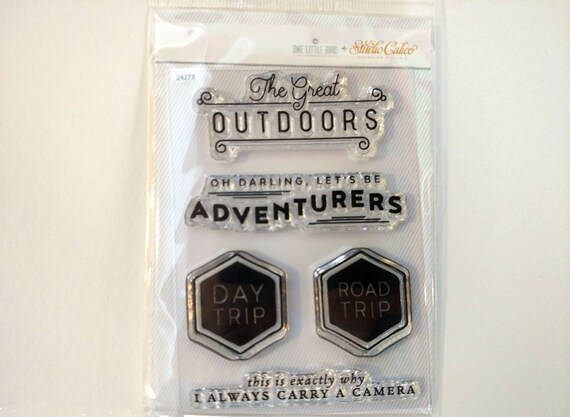 ONE LITTLE BIRD + Studio Calico
24273
The Great
OUTDOORS
OH DARLING, LET'S BE
ADVENTURERS
DAY
TRIP
ROAD
TRIP
this is exactly why
I ALWAYS CARRY A CAMERA